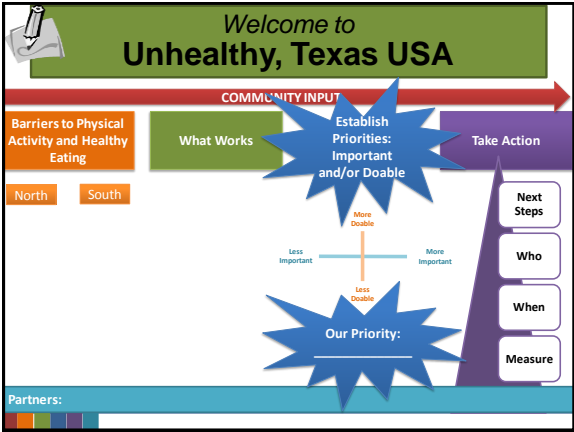 Welcome to
Unhealthy, Texas USA
COMMUNITY INPUT
Barriers to Physical
Activity and Healthy
Eating
North
South
What Works
Establish
Priorities:
Important
and/or Doable
More
Doable
Less
Important
More
Important
Less
Doable
Our Priority:
Take Action
Next
Steps
Who
When
Measure
Partners: